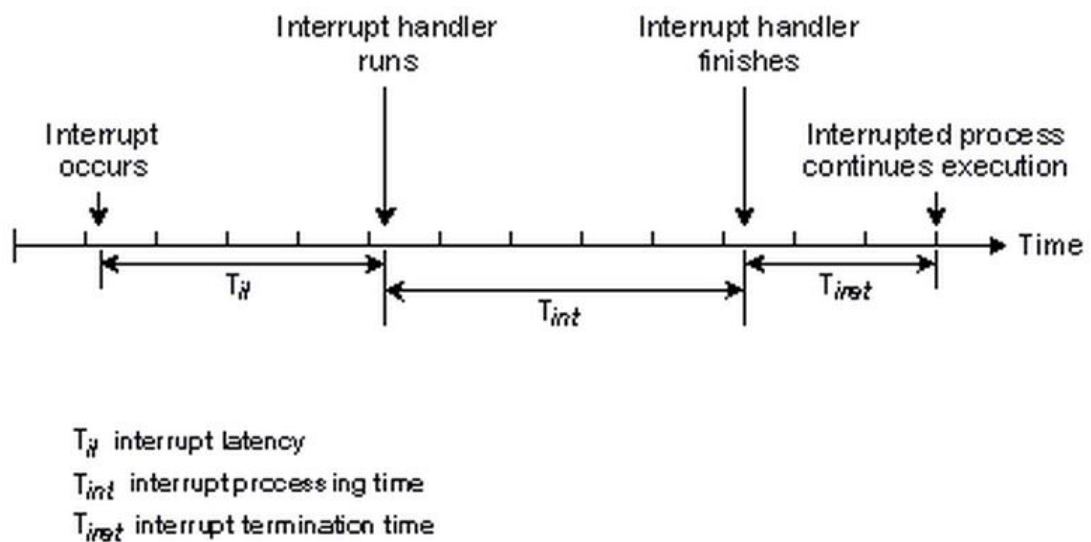 Interrupt handler
runs
Interrupt handler
finishes
Interrupt
occurs
Interrupted process
continues execution
Time
Til
Tint
Tiret
Til interrupt latency
Tint interrupt processing time
Tiret interrupt termination time